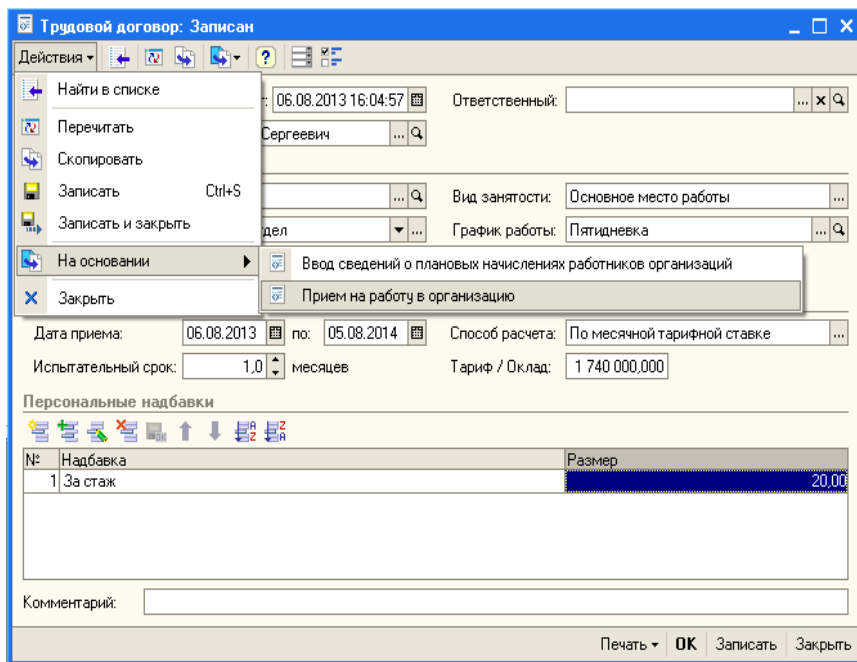 Трудовой договор: Записан
Действия
Найти в списке
: 06.08.2013 16:04:57 Ответственный:
Перечитать
Сергеевич
Скопировать
Записать Ctrl+S
Вид занятости: Основное место работы
Записать и закрыть
дел График работы: Пятидневка
На основании
Ввод сведений о плановых начислениях работников организаций
Закрыть
Прием на работу в организацию
Дата приема: 06.08.2013 по: 05.08.2014 Способ расчета: По месячной тарифной ставке
Испытательный срок: 1,0 месяцев Тариф / Оклад: 1 740 000,000
Персональные надбавки
№ Надбавка Размер
1 За стаж 20,00
Комментарий:
Печать OK Записать Закрыть